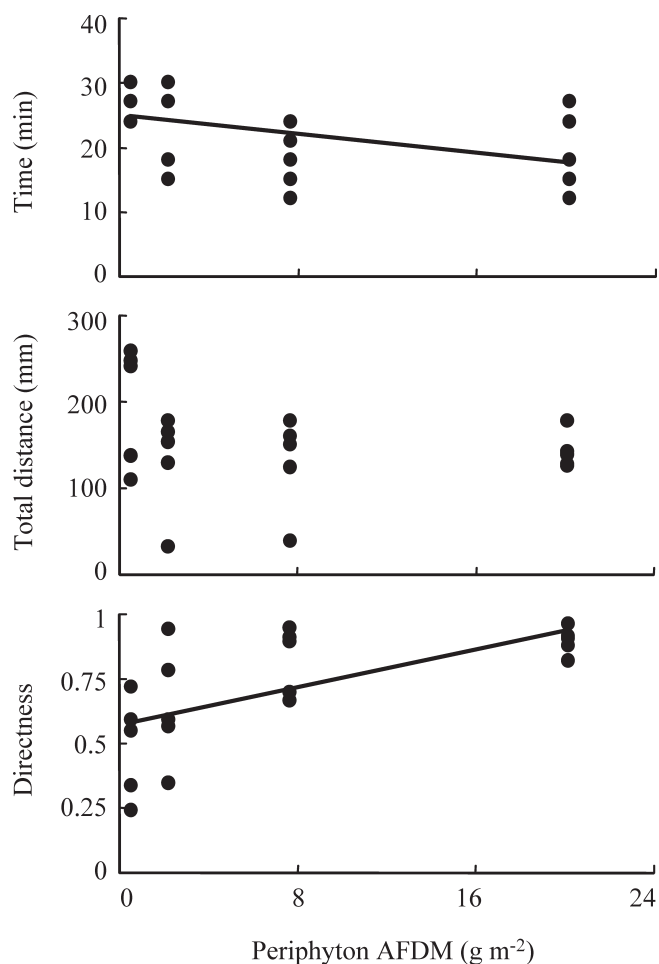 40
30
20
10
0
Time (min)
300
200
100
0
Total distance (mm)
1
0.75
0.5
0.25
0
Directness
0 8 16 24
Periphyton AFDM (g m-2)